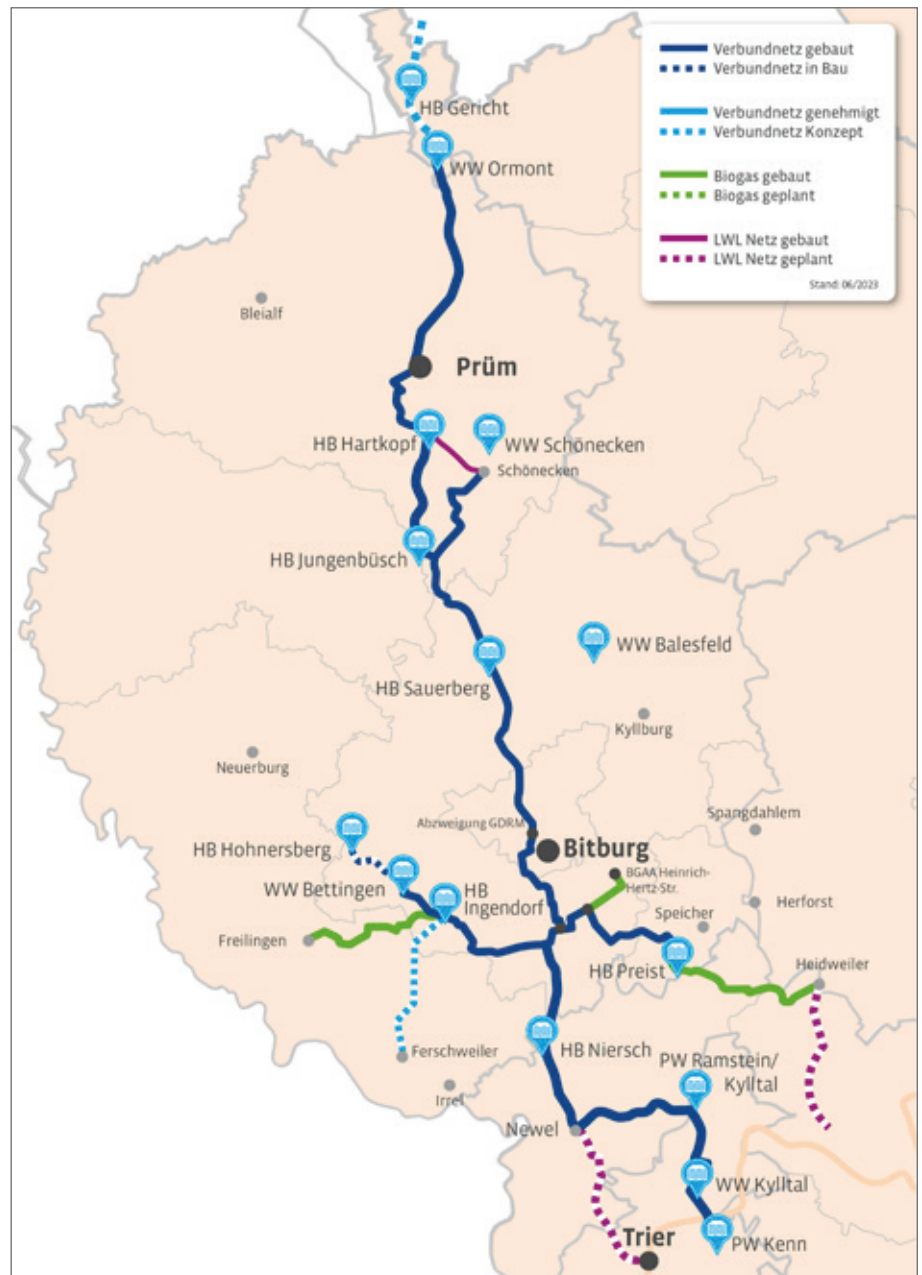 Verbundnetz gebaut
Verbundnetz in Bau
Verbundnetz genehmigt
Verbundnetz Konzept
Biogas gebaut
Biogas geplant
LWL Netz gebaut
LWL Netz geplant
Stand: 06/2023
HB Gericht
WW Ormont
Bleialf
Prüm
HB Hartkopf
WW Schönecken
Schönecken
HB Jungenbüsch
WW Balesfeld
HB Sauerberg
Kyllburg
Neuerburg
Spangdahlem
Abzweigung GDRM
Bitburg
HB Hohnersberg
BGAA Heinrich-
Hertz-Str.
WW Bettingen
HB
Ingendorf
Herforst
Speicher
Freilingen
HB Preist
Heidweiler
HB Niersch
Ferschweiler
PW Ramstein/
Kylltal
Irrel
Newel
WW Kylltal
Trier
PW Kenn